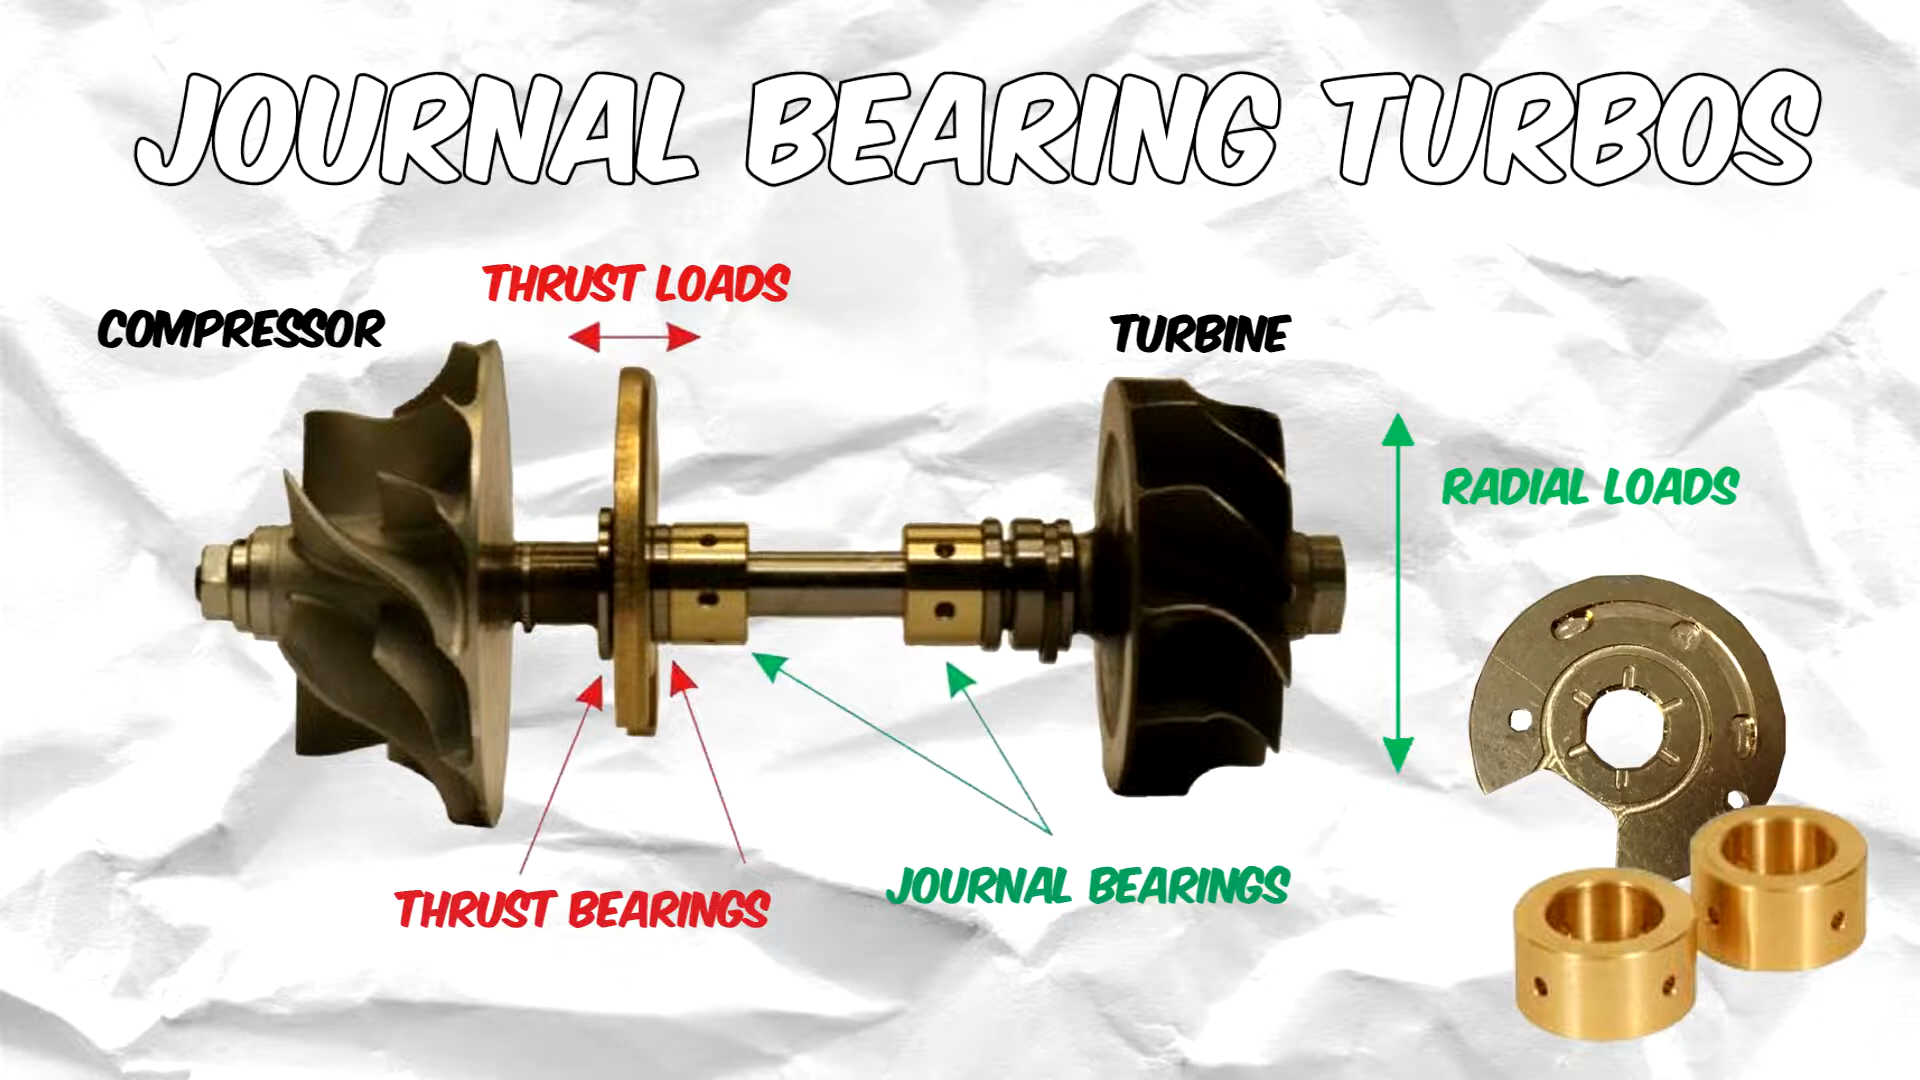 JOURNAL BEARING TURBOS
THRUST LOADS
COMPRESSOR
TURBINE
RADIAL LOADS
THRUST BEARINGS
JOURNAL BEARINGS